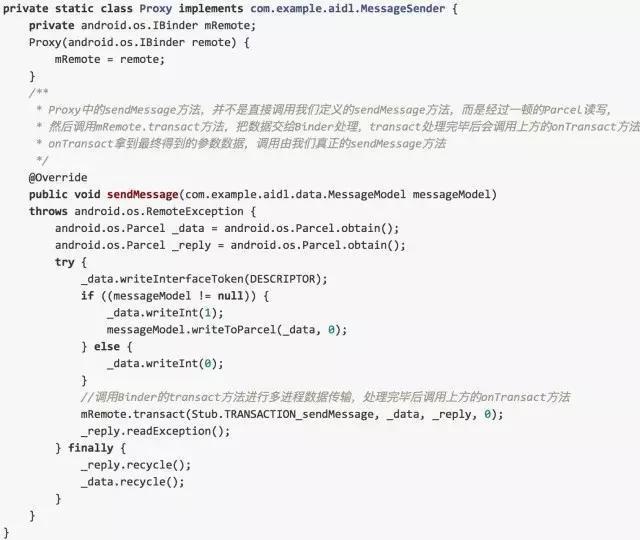 private static class Proxy implements com.example.aidl.MessageSender {
    private android.os.IBinder mRemote;
    Proxy(android.os.IBinder remote) {
        mRemote = remote;
    }
    /**
     * Proxy中的sendMessage方法，并不是直接调用我们定义的sendMessage方法，而是经过一顿的Parcel读写，
     * 然后调用mRemote.transact方法，把数据交给Binder处理，transact处理完毕后会调用上方的onTransact方法，
     * onTransact拿到最终得到的参数数据，调用由我们真正的sendMessage方法
     */
    @Override
    public void sendMessage(com.example.aidl.data.MessageModel messageModel)
    throws android.os.RemoteException {
        android.os.Parcel _data = android.os.Parcel.obtain();
        android.os.Parcel _reply = android.os.Parcel.obtain();
        try {
            _data.writeInterfaceToken(DESCRIPTOR);
            if ((messageModel != null)) {
                _data.writeInt(1);
                messageModel.writeToParcel(_data, 0);
            } else {
                _data.writeInt(0);
            }
            //调用Binder的transact方法进行多进程数据传输，处理完毕后调用上方的onTransact方法
            mRemote.transact(Stub.TRANSACTION_sendMessage, _data, _reply, 0);
            _reply.readException();
        } finally {
            _reply.recycle();
            _data.recycle();
        }
    }
}